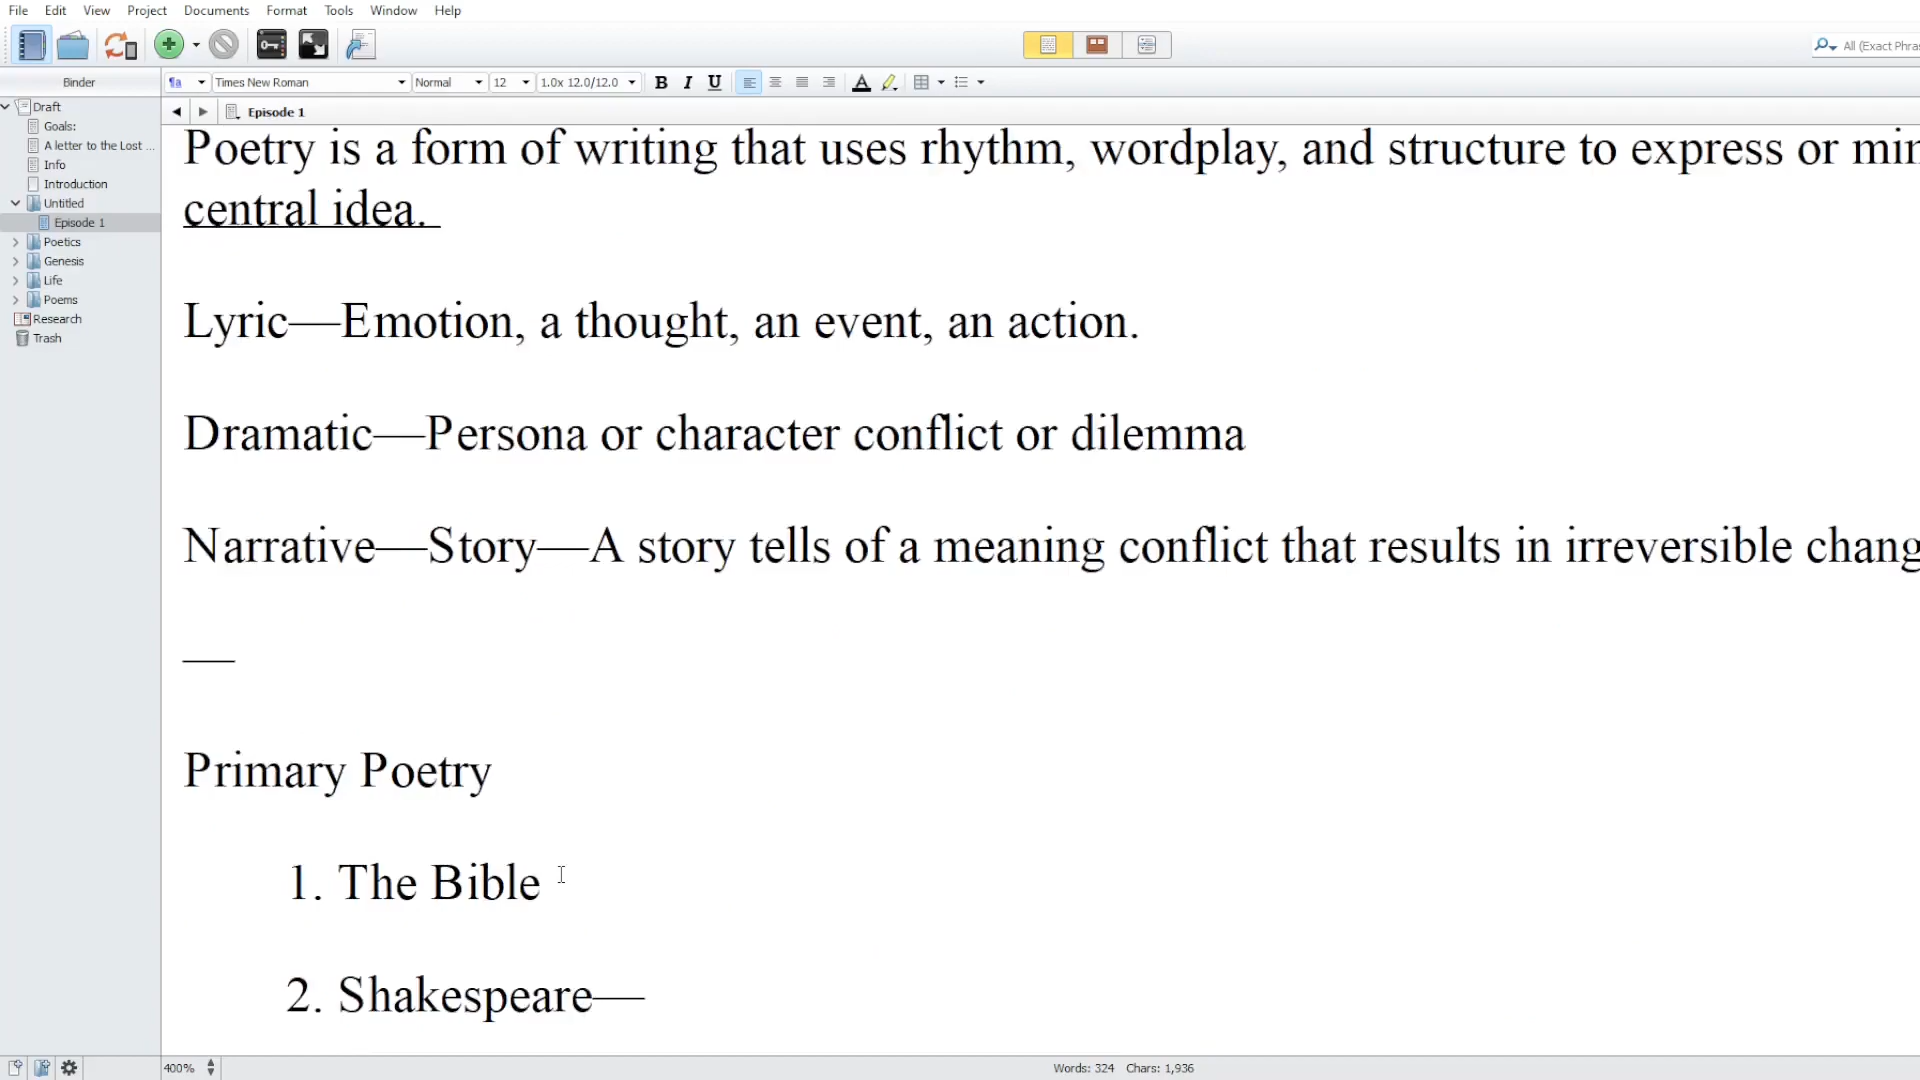 File Edit View Project Documents Format Tools Window Help
All (Exact Phras
Binder
Times New Roman Normal 12 1.0x 12.0/12.0 B I U A
Episode 1
Draft
Goals:
A letter to the Lost ...
Info
Introduction
Untitled
Episode 1
Poetics
Genesis
Life
Poems
Research
Trash
Poetry is a form of writing that uses rhythm, wordplay, and structure to express or min
central idea.
Lyric—Emotion, a thought, an event, an action.
Dramatic—Persona or character conflict or dilemma
Narrative—Story—A story tells of a meaning conflict that results in irreversible chang
—
Primary Poetry
1. The Bible
2. Shakespeare—
400% Words: 324 Chars: 1,936